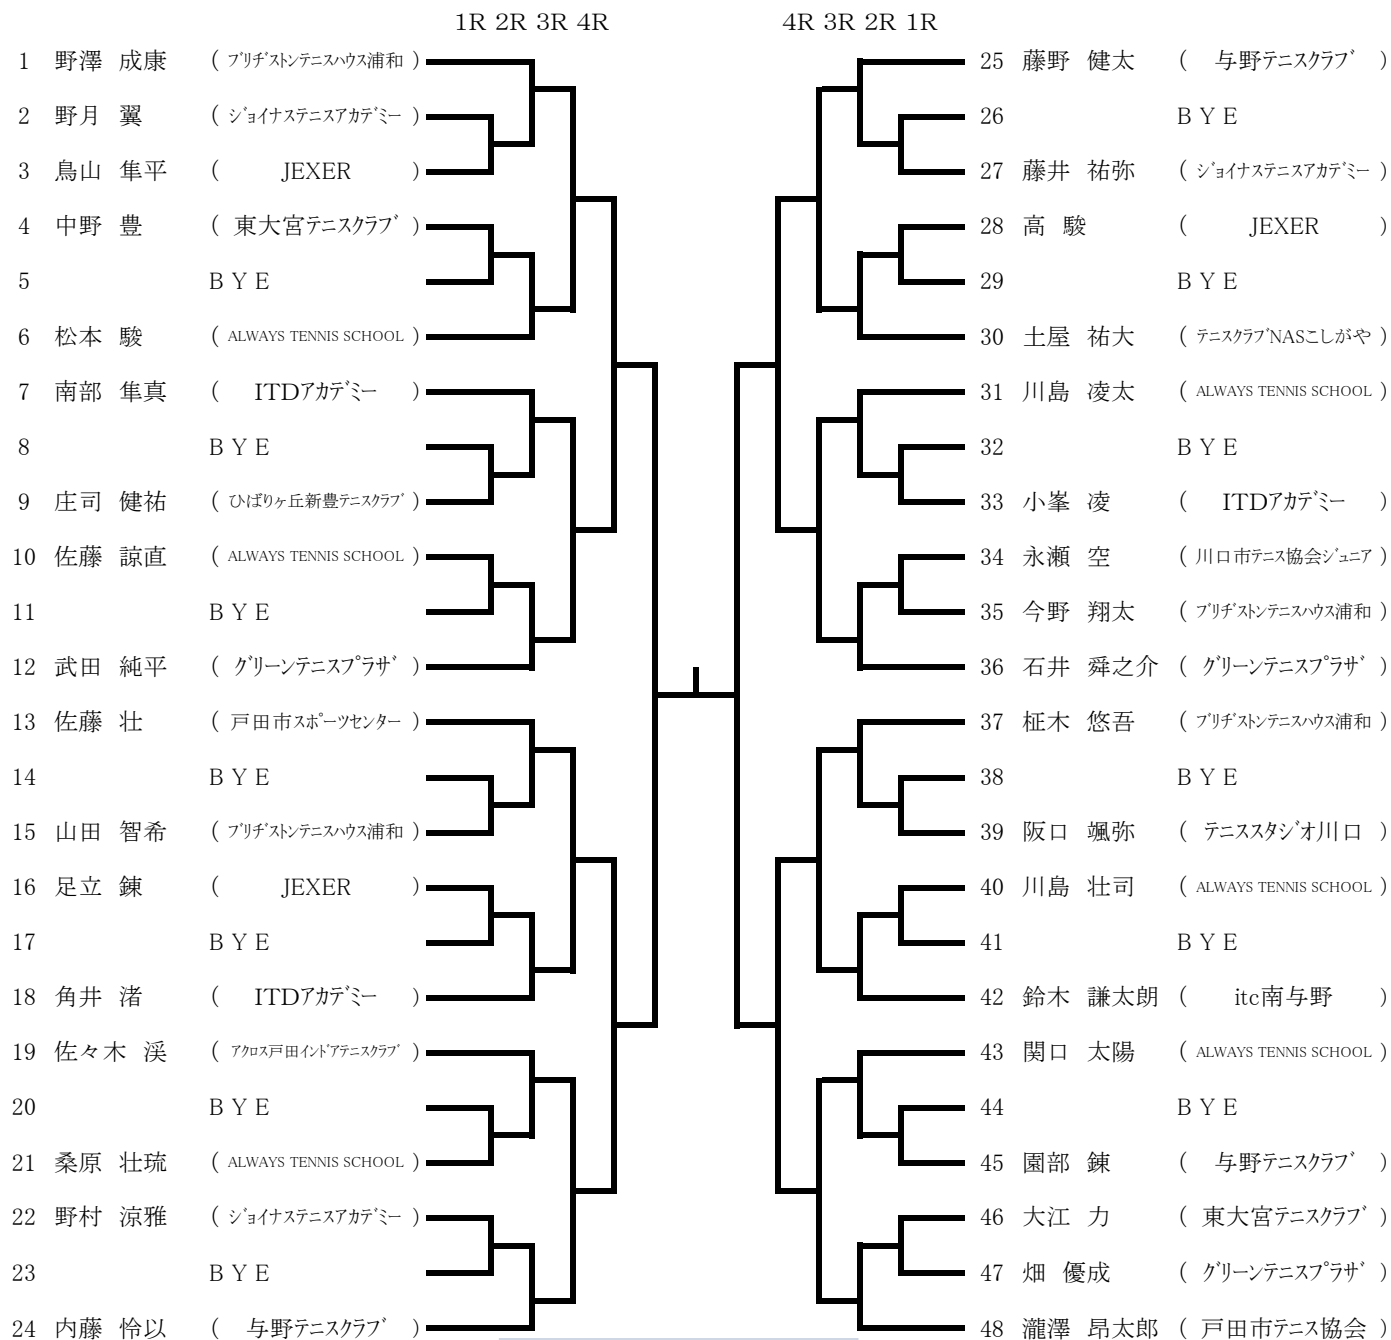 1R 2R 3R 4R 4R 3R 2R 1R
1 野澤 成康 ( ブリヂストンテニスハウス浦和 ) 25 藤野 健太 ( 与野テニスクラブ )
2 野月 翼 ( ジョイナステニスアカデミー ) 26 B Y E
3 鳥山 隼平 ( JEXER ) 27 藤井 祐弥 ( ジョイナステニスアカデミー )
4 中野 豊 ( 東大宮テニスクラブ ) 28 高 駿 ( JEXER )
5 B Y E 29 B Y E
6 松本 駿 ( ALWAYS TENNIS SCHOOL ) 30 土屋 祐大 ( テニスクラブNASこしがや )
7 南部 隼真 ( ITDアカデミー ) 31 川島 凌太 ( ALWAYS TENNIS SCHOOL )
8 B Y E 32 B Y E
9 庄司 健祐 ( ひばりヶ丘新豊テニスクラブ ) 33 小峯 凌 ( ITDアカデミー )
10 佐藤 諒直 ( ALWAYS TENNIS SCHOOL ) 34 永瀬 空 ( 川口市テニス協会ジュニア )
11 B Y E 35 今野 翔太 ( ブリヂストンテニスハウス浦和 )
12 武田 純平 ( グリーンテニスプラザ ) 36 石井 舜之介 ( グリーンテニスプラザ )
13 佐藤 壮 ( 戸田市スポーツセンター ) 37 柾木 悠吾 ( ブリヂストンテニスハウス浦和 )
14 B Y E 38 B Y E
15 山田 智希 ( ブリヂストンテニスハウス浦和 ) 39 阪口 颯弥 ( テニススタジオ川口 )
16 足立 錬 ( JEXER ) 40 川島 壮司 ( ALWAYS TENNIS SCHOOL )
17 B Y E 41 B Y E
18 角井 渚 ( ITDアカデミー ) 42 鈴木 謙太朗 ( itc南与野 )
19 佐々木 渓 ( アクロス戸田インドアテニスクラブ ) 43 関口 太陽 ( ALWAYS TENNIS SCHOOL )
20 B Y E 44 B Y E
21 桑原 壮琉 ( ALWAYS TENNIS SCHOOL ) 45 園部 錬 ( 与野テニスクラブ )
22 野村 涼雅 ( ジョイナステニスアカデミー ) 46 大江 力 ( 東大宮テニスクラブ )
23 B Y E 47 畑 優成 ( グリーンテニスプラザ )
24 内藤 怜以 ( 与野テニスクラブ ) 48 瀧澤 昂太郎 ( 戸田市テニス協会 )